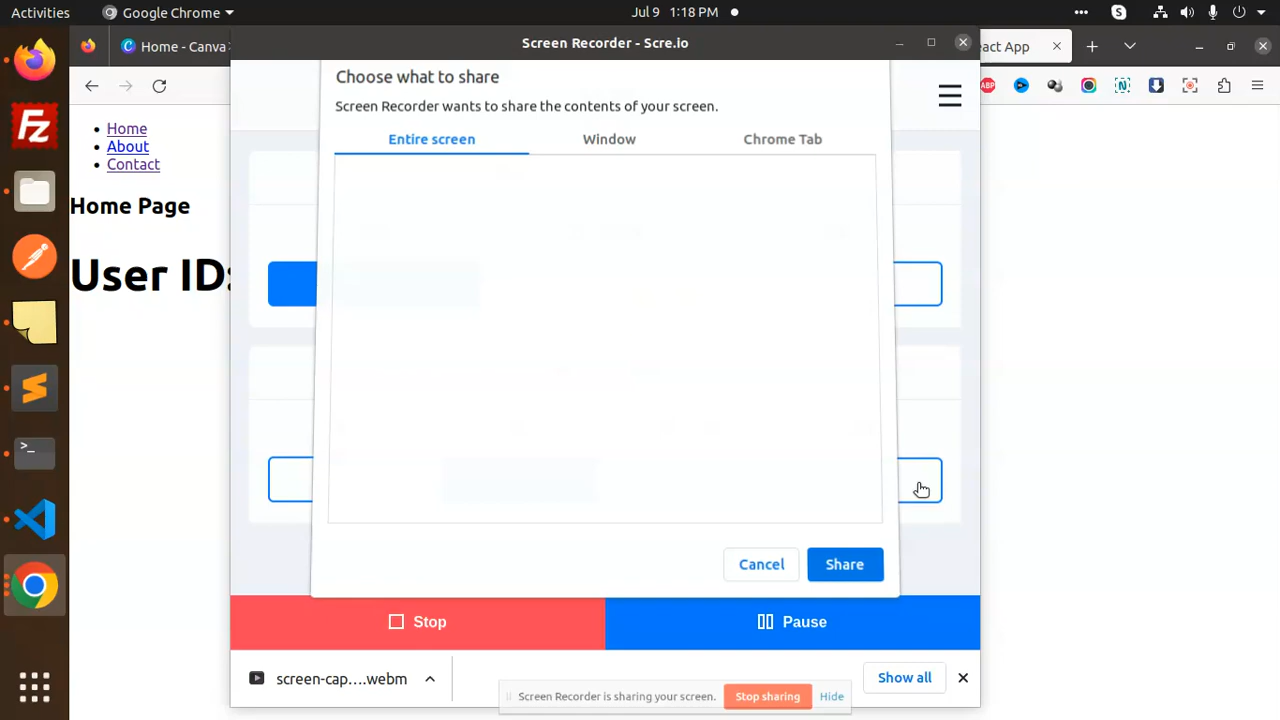 Activities
Google Chrome
Jul 9 1:18 PM
Home - Canva
Screen Recorder - Scre.io
eact App
Choose what to share
Screen Recorder wants to share the contents of your screen.
Entire screen
Window
Chrome Tab
Home
About
Contact
Home Page
User ID:
Cancel
Share
Stop
Pause
screen-cap....webm
Show all
Screen Recorder is sharing your screen.
Stop sharing
Hide